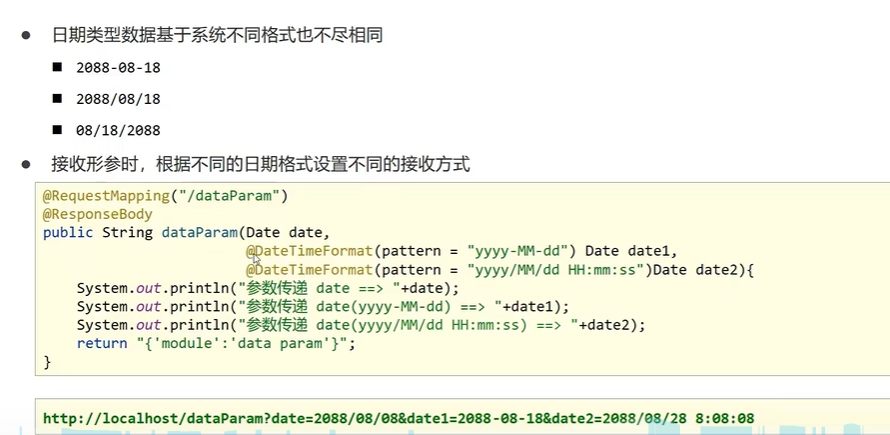 日期类型数据基于系统不同格式也不尽相同
2088-08-18
2088/08/18
08/18/2088
接收形参时，根据不同的日期格式设置不同的接收方式
@RequestMapping("/dataParam")
@ResponseBody
public String dataParam(Date date,
@DateTimeFormat(pattern = "yyyy-MM-dd") Date date1,
@DateTimeFormat(pattern = "yyyy/MM/dd HH:mm:ss")Date date2){
System.out.println("参数传递 date ==> "+date);
System.out.println("参数传递 date(yyyy-MM-dd) ==> "+date1);
System.out.println("参数传递 date(yyyy/MM/dd HH:mm:ss) ==> "+date2);
return "{'module':'data param'}";
}
http://localhost/dataParam?date=2088/08/08&date1=2088-08-18&date2=2088/08/28 8:08:08